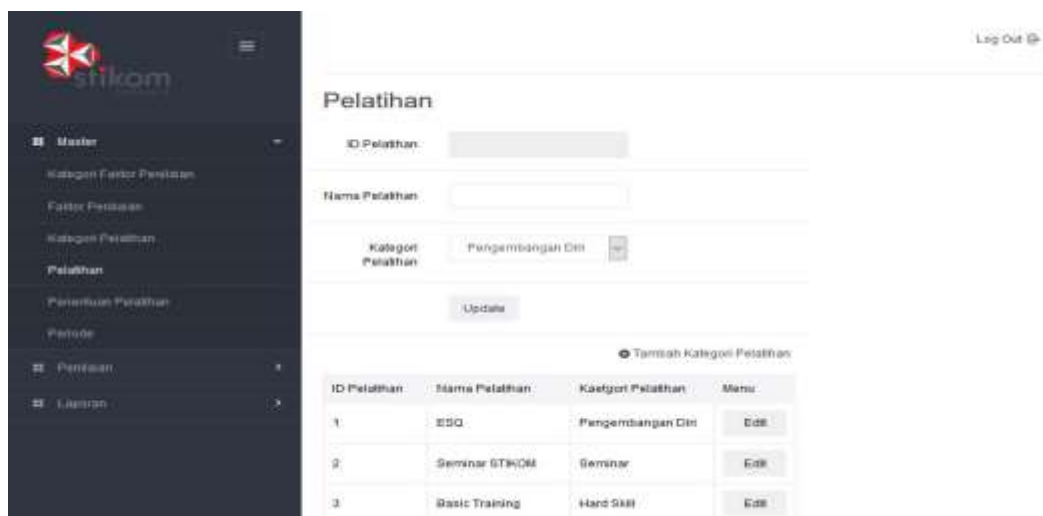 stikom
Log Out
Pelatihan
Master
Kategori Faktor Penilaian
Faktor Penilaian
Kategori Pelatihan
Pelatihan
Penentuan Pelatihan
Periode
Penilaian
Laporan
ID Pelatihan
Nama Pelatihan
Kategori Pelatihan
Pengembangan Diri
Update
Tambah Kategori Pelatihan
ID Pelatihan Nama Pelatihan Kaetgori Pelatihan Menu
1 ESQ Pengembangan Diri Edit
2 Seminar STIKOM Seminar Edit
3 Basic Training Hard Skill Edit